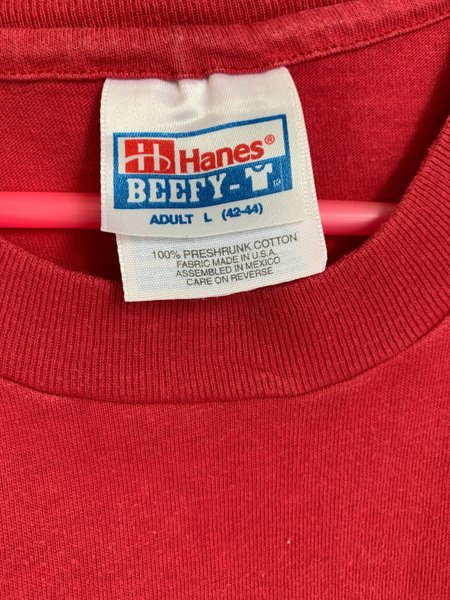 Hanes®
BEEFY-
ADULT L (42-44)
100% PRESHRUNK COTTON
FABRIC MADE IN U.S.A.
ASSEMBLED IN MEXICO
CARE ON REVERSE